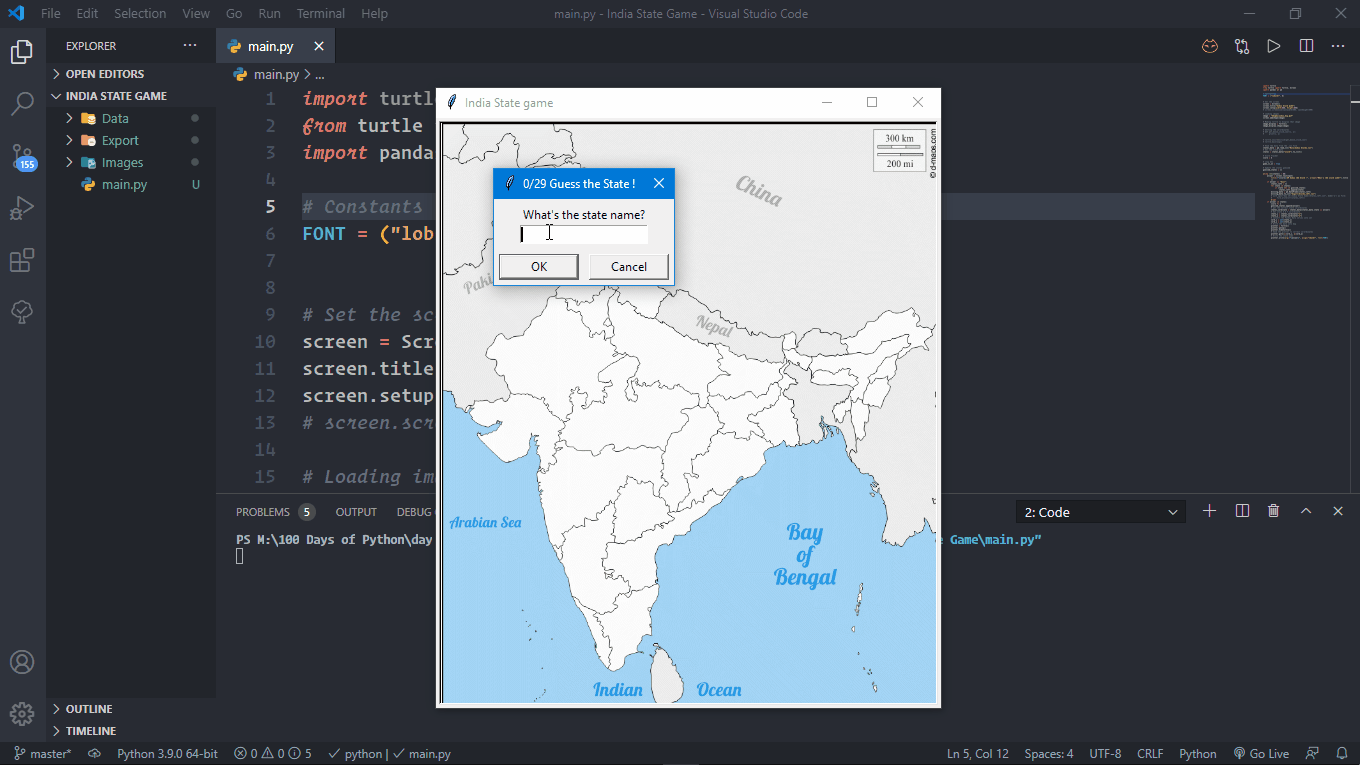 File Edit Selection View Go Run Terminal Help
main.py - India State Game - Visual Studio Code
EXPLORER
main.py
OPEN EDITORS
main.py > ...
INDIA STATE GAME
Data
Export
Images
main.py U
155
1 import turtl
2 from turtle
3 import panda
4
5 # Constants
6 FONT = ("lob
7
8
9 # Set the sc
10 screen = Scr
11 screen.title
12 screen.setup
13 # screen.scr
14
15 # Loading im
India State game
300 km
200 mi
© d-maps.com
China
0/29 Guess the State !
What's the state name?
OK Cancel
Nepal
Arabian Sea
Bay
of
Bengal
Indian Ocean
PROBLEMS 5 OUTPUT DEBUG
2: Code
PS M:\100 Days of Python\day
Game\main.py"
OUTLINE
TIMELINE
master* Python 3.9.0 64-bit 0 0 5 python | main.py
Ln 5, Col 12 Spaces: 4 UTF-8 CRLF Python Go Live